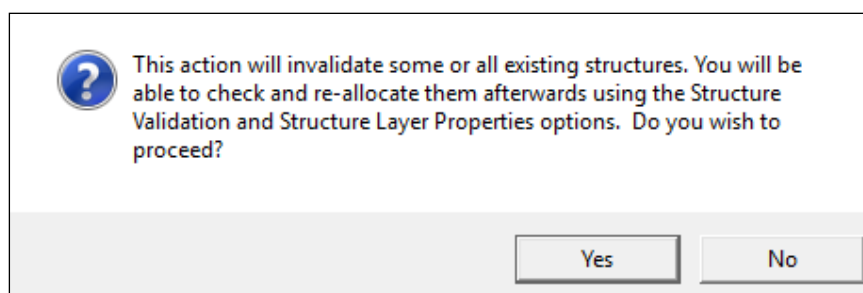 This action will invalidate some or all existing structures. You will be
able to check and re-allocate them afterwards using the Structure
Validation and Structure Layer Properties options.  Do you wish to
proceed?
Yes
No